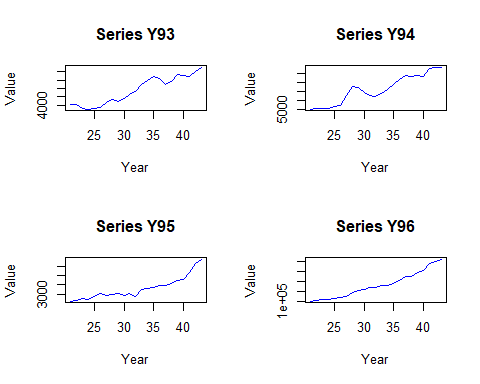 Series Y93
Value
4000
25 30 35 40
Year
Series Y94
Value
5000
25 30 35 40
Year
Series Y95
Value
3000
25 30 35 40
Year
Series Y96
Value
1e+05
25 30 35 40
Year